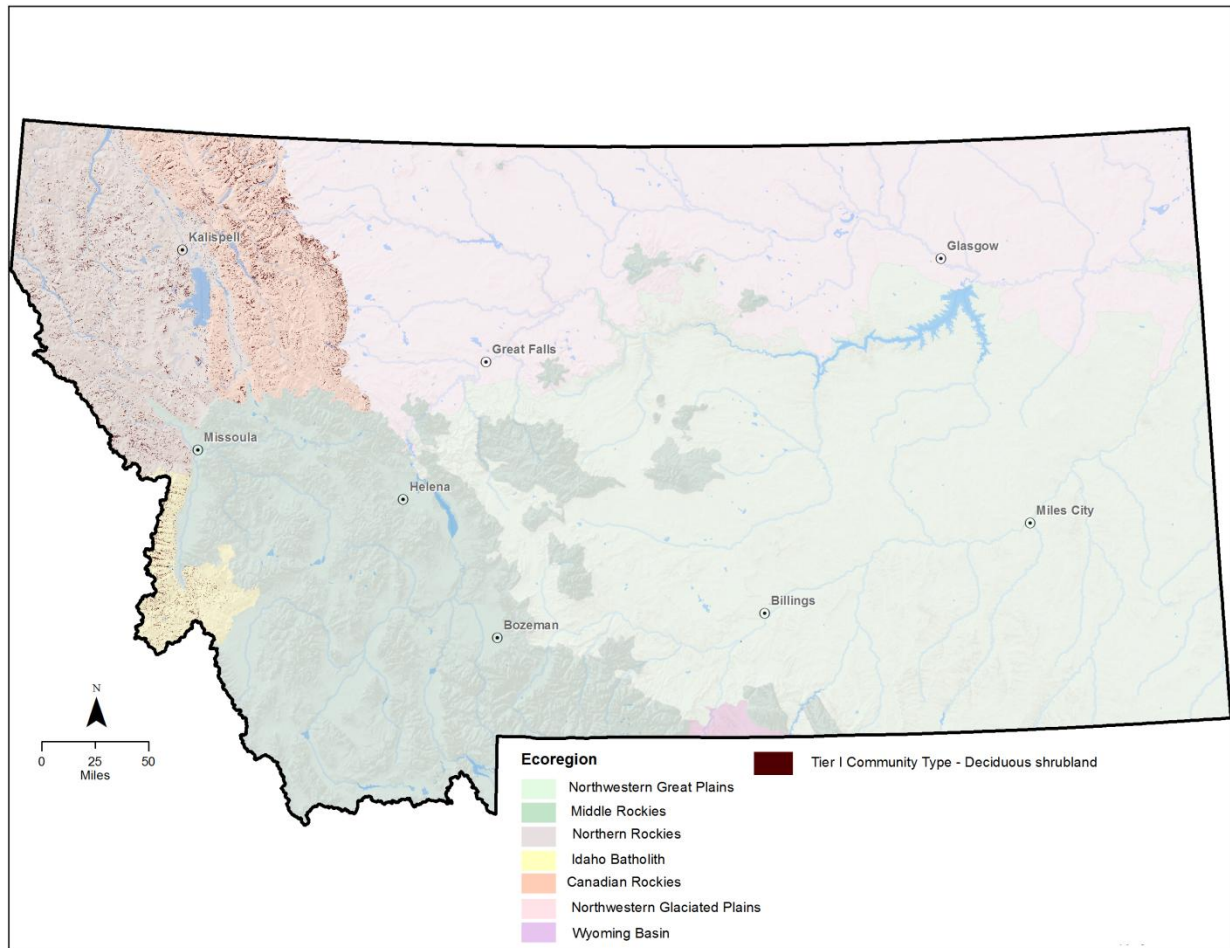 Kalispell
Glasgow
Great Falls
Missoula
Helena
Miles City
Billings
Bozeman
N
0 25 50
Miles
Ecoregion
Northwestern Great Plains
Middle Rockies
Northern Rockies
Idaho Batholith
Canadian Rockies
Northwestern Glaciated Plains
Wyoming Basin
Tier I Community Type - Deciduous shrubland